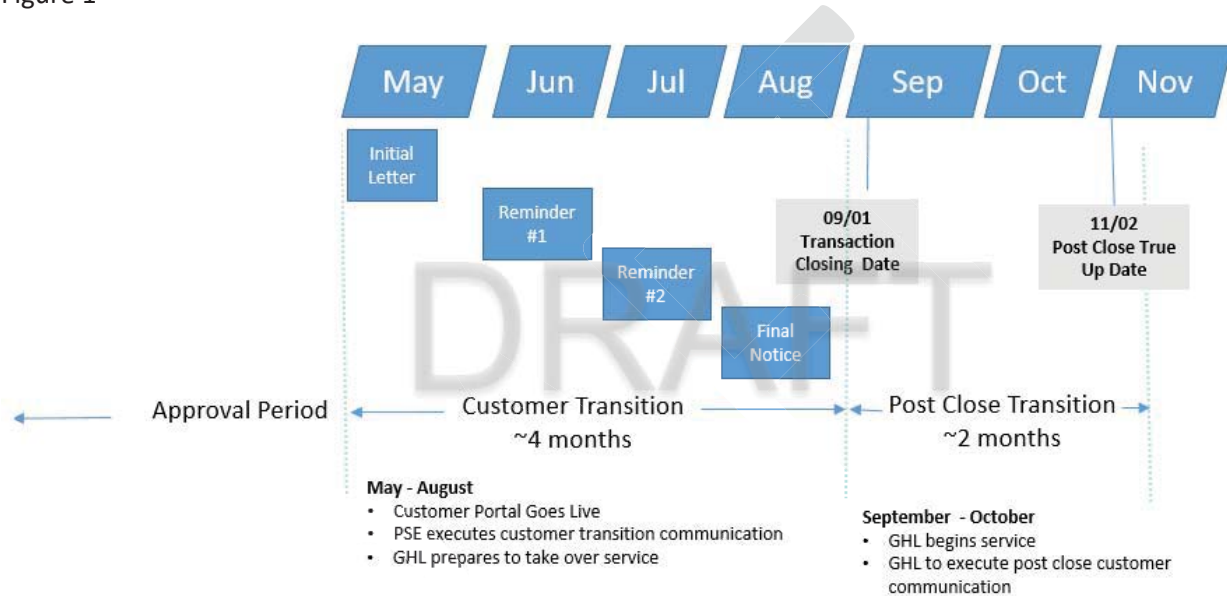 Figure 1
May Jun Jul Aug Sep Oct Nov
Initial
Letter
Reminder
#1
Reminder
#2
Final
Notice
09/01
Transaction
Closing Date
11/02
Post Close True
Up Date
DRAFT
Approval Period
Customer Transition
~4 months
Post Close Transition
~2 months
May - August
• Customer Portal Goes Live
• PSE executes customer transition communication
• GHL prepares to take over service
September - October
• GHL begins service
• GHL to execute post close customer
communication